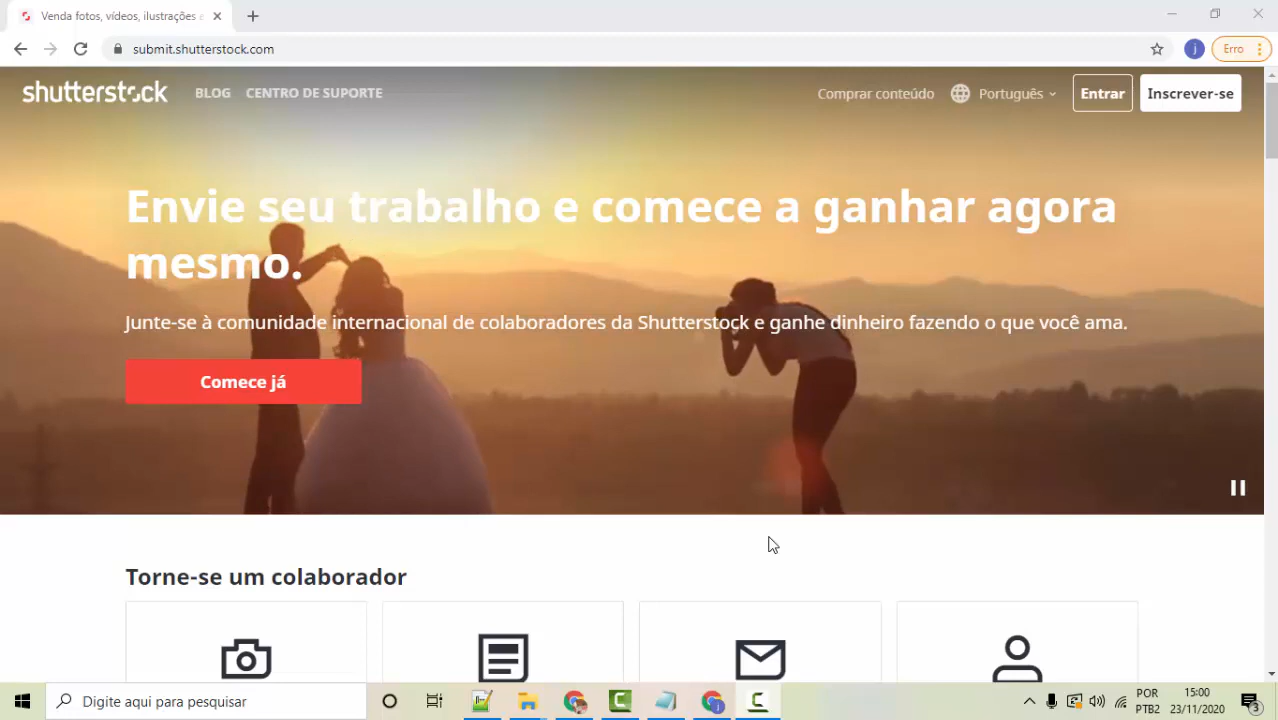 Venda fotos, vídeos, ilustrações
submit.shutterstock.com
j
Erro
shutterstock
BLOG
CENTRO DE SUPORTE
Comprar conteúdo
Português
Entrar
Inscrever-se
Envie seu trabalho e comece a ganhar agora
mesmo.
Junte-se à comunidade internacional de colaboradores da Shutterstock e ganhe dinheiro fazendo o que você ama.
Comece já
Torne-se um colaborador
Digite aqui para pesquisar
POR
PTB2
15:00
23/11/2020
3